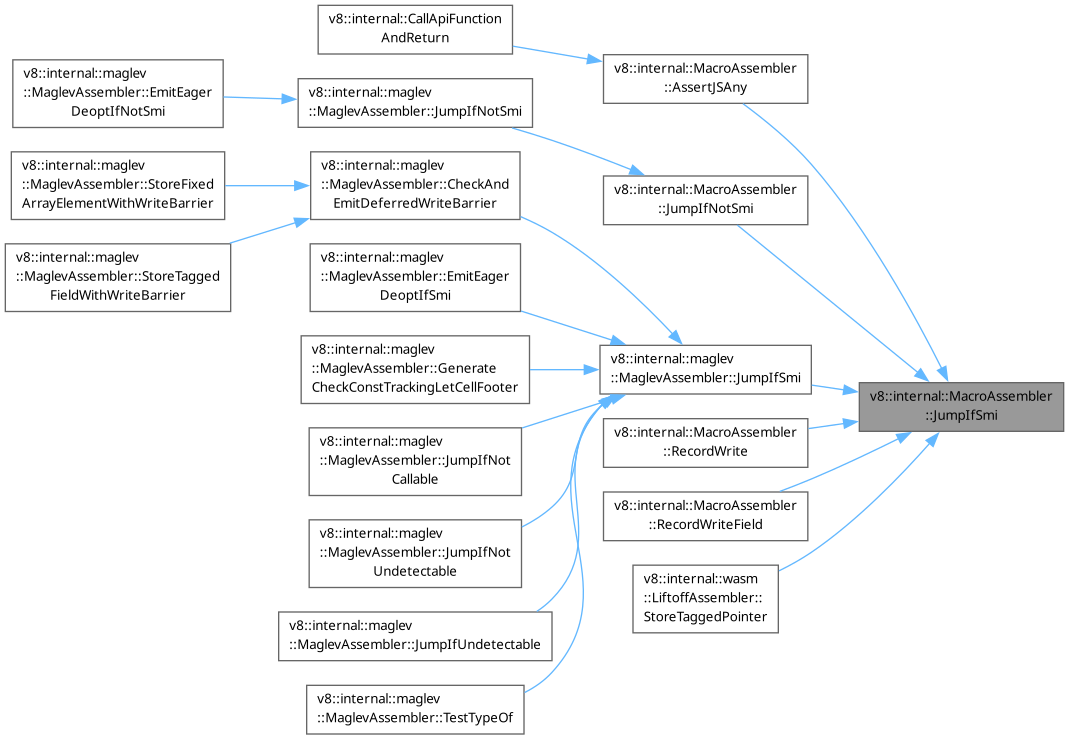 v8::internal::CallApiFunction
AndReturn
v8::internal::MacroAssembler
::AssertJSAny
v8::internal::maglev
::MaglevAssembler::EmitEager
DeoptIfNotSmi
v8::internal::maglev
::MaglevAssembler::JumpIfNotSmi
v8::internal::maglev
::MaglevAssembler::StoreFixed
ArrayElementWithWriteBarrier
v8::internal::maglev
::MaglevAssembler::CheckAnd
EmitDeferredWriteBarrier
v8::internal::MacroAssembler
::JumpIfNotSmi
v8::internal::maglev
::MaglevAssembler::StoreTagged
FieldWithWriteBarrier
v8::internal::maglev
::MaglevAssembler::EmitEager
DeoptIfSmi
v8::internal::maglev
::MaglevAssembler::Generate
CheckConstTrackingLetCellFooter
v8::internal::maglev
::MaglevAssembler::JumpIfSmi
v8::internal::MacroAssembler
::JumpIfSmi
v8::internal::maglev
::MaglevAssembler::JumpIfNot
Callable
v8::internal::MacroAssembler
::RecordWrite
v8::internal::MacroAssembler
::RecordWriteField
v8::internal::maglev
::MaglevAssembler::JumpIfNot
Undetectable
v8::internal::wasm
::LiftoffAssembler::
StoreTaggedPointer
v8::internal::maglev
::MaglevAssembler::JumpIfUndetectable
v8::internal::maglev
::MaglevAssembler::TestTypeOf